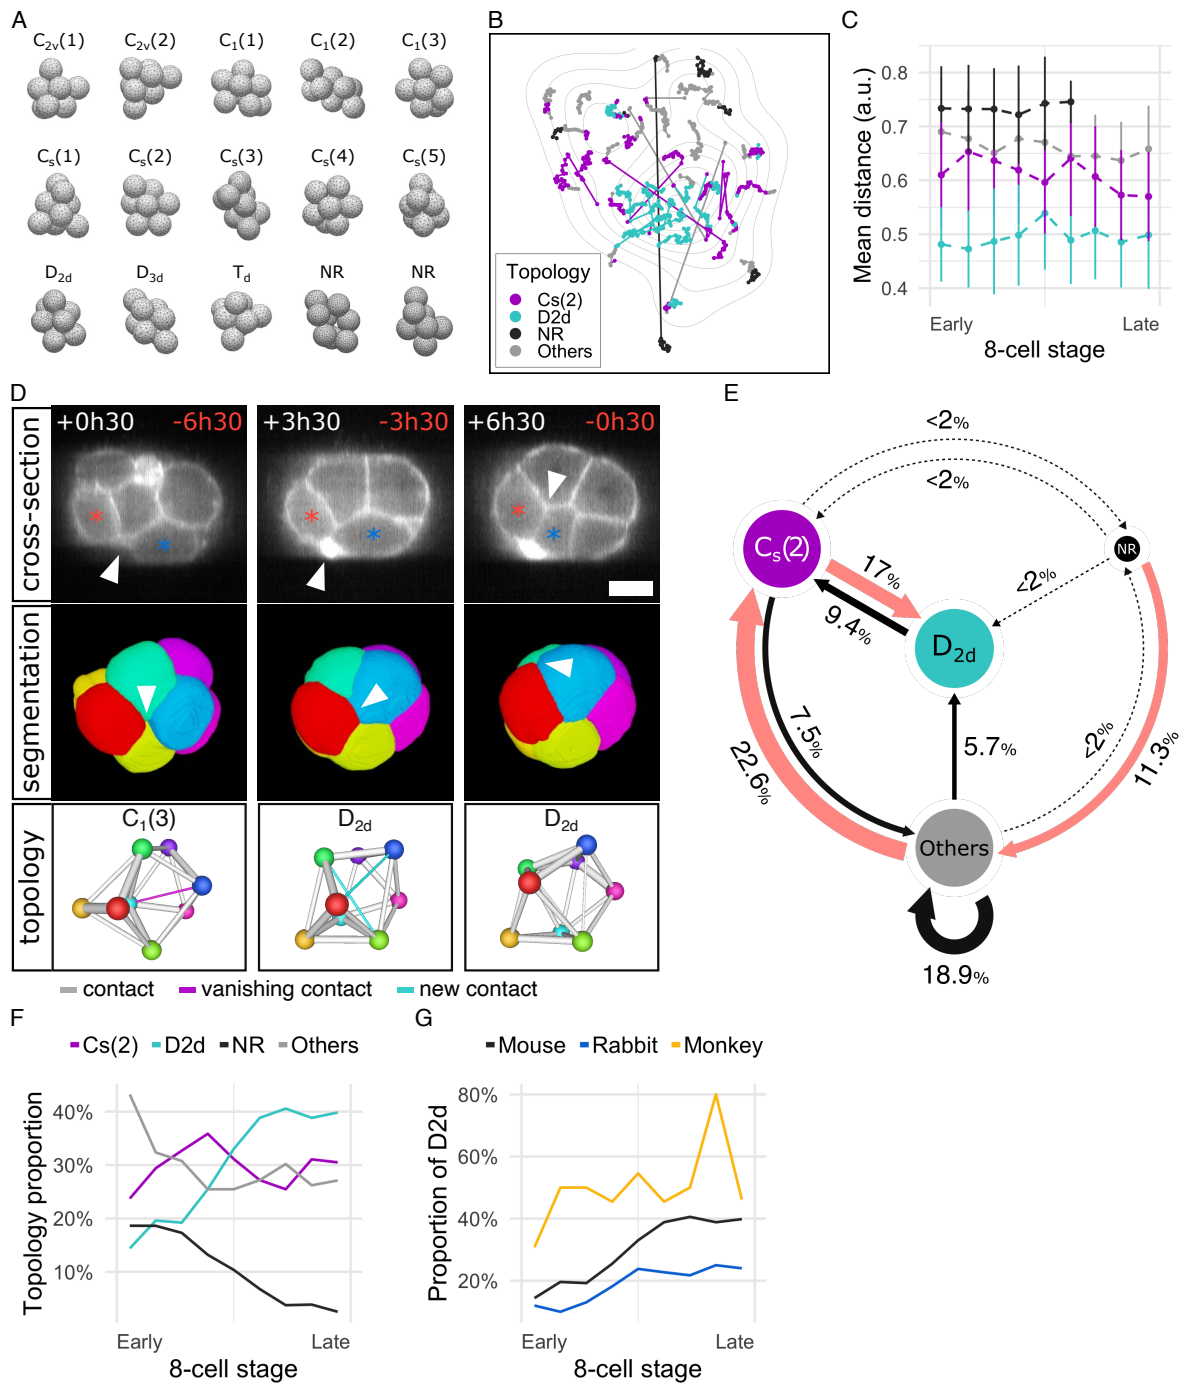 A
C2v(1) C2v(2) C1(1) C1(2) C1(3)
Cs(1) Cs(2) Cs(3) Cs(4) Cs(5)
D2d D3d Td NR NR
B
Topology
Cs(2)
D2d
NR
Others
C
Mean distance (a.u.)
0.8
0.7
0.6
0.5
0.4
Early Late
8-cell stage
D
cross-section
+0h30 -6h30
+3h30 -3h30
+6h30 -0h30
*
*
*
*
*
*
segmentation
topology
C1(3)
D2d
D2d
contact vanishing contact new contact
E
<2%
<2%
Cs(2)
NR
17%
<2%
9.4%
D2d
7.5%
22.6%
5.7%
<2%
11.3%
Others
18.9%
F
Cs(2) D2d NR Others
Topology proportion
40%
30%
20%
10%
Early Late
8-cell stage
G
Mouse Rabbit Monkey
Proportion of D2d
80%
60%
40%
20%
Early Late
8-cell stage